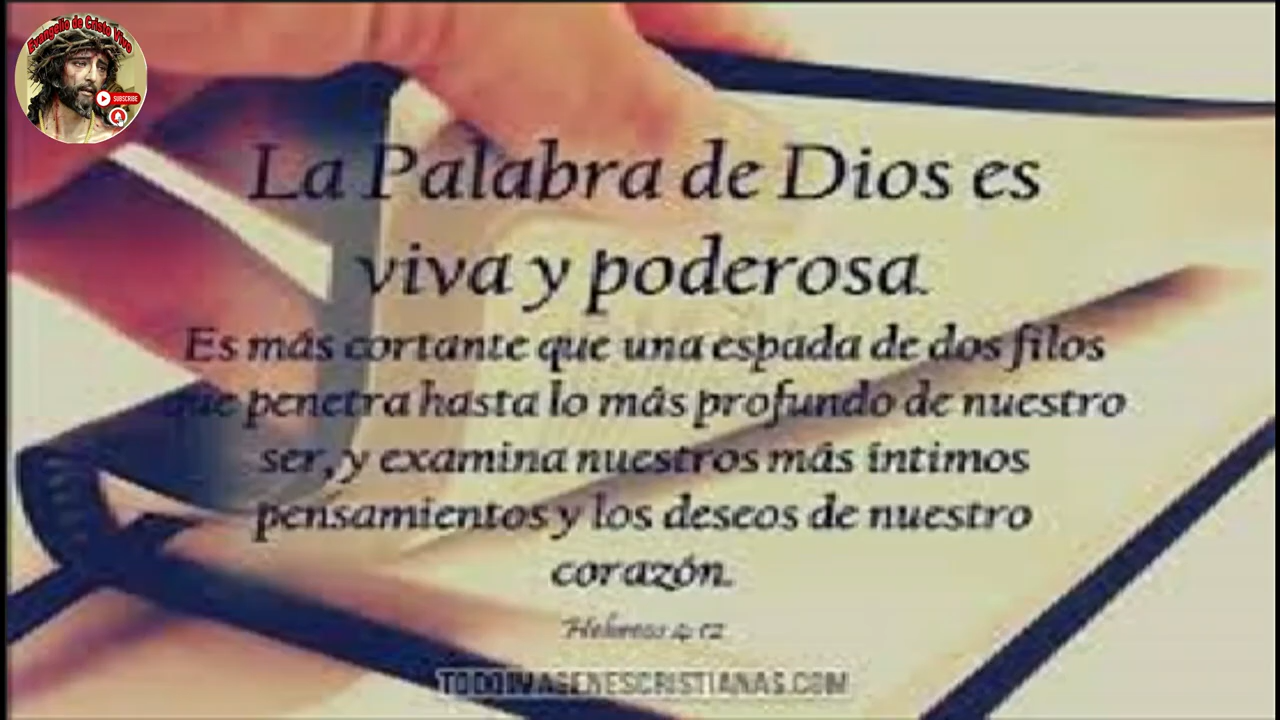 Evangelio de Cristo Vivo
SUBSCRIBE
La Palabra de Dios es
viva y poderosa.
Es más cortante que una espada de dos filos
que penetra hasta lo más profundo de nuestro
ser, y examina nuestros más íntimos
pensamientos y los deseos de nuestro
corazón.
Hebreos 4:12
TODOIMAGENESCRISTIANAS.COM